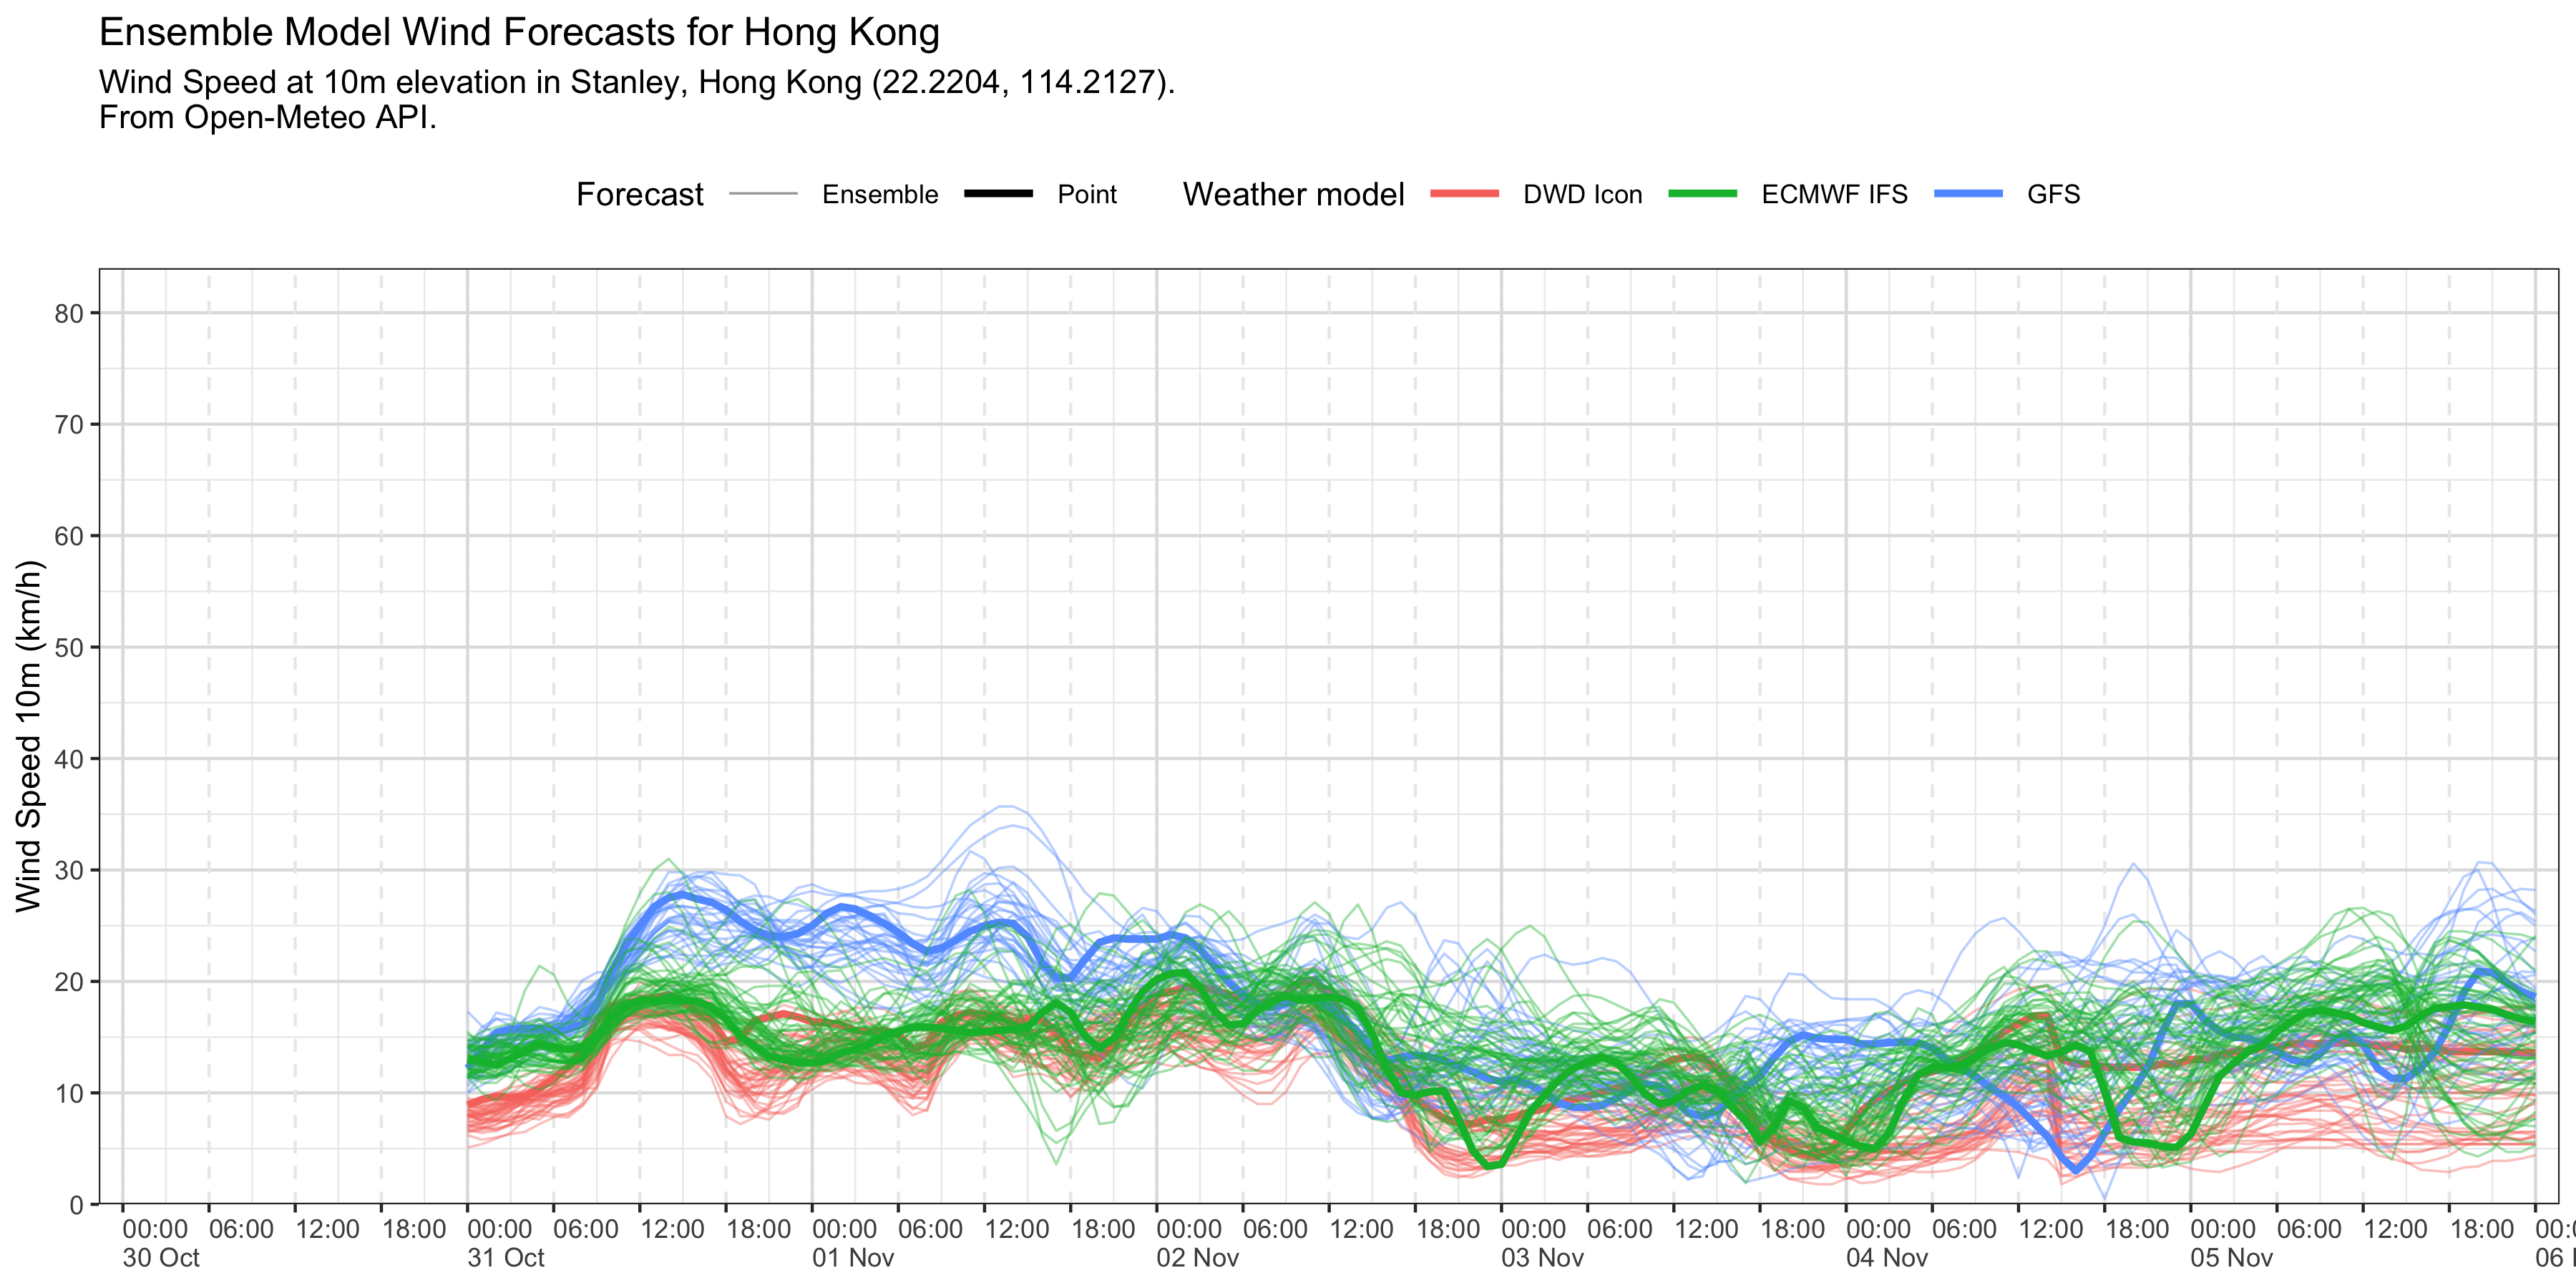 Ensemble Model Wind Forecasts for Hong Kong
Wind Speed at 10m elevation in Stanley, Hong Kong (22.2204, 114.2127).
From Open-Meteo API.
Forecast Ensemble Point Weather model DWD Icon ECMWF IFS GFS
Wind Speed 10m (km/h)
80
70
60
50
40
30
20
10
0
00:00 06:00 12:00 18:00 00:00 06:00 12:00 18:00 00:00 06:00 12:00 18:00 00:00 06:00 12:00 18:00 00:00 06:00 12:00 18:00 00:00 06:00 12:00 18:00 00:00 06:00 12:00 18:00
30 Oct 31 Oct 01 Nov 02 Nov 03 Nov 04 Nov 05 Nov 06